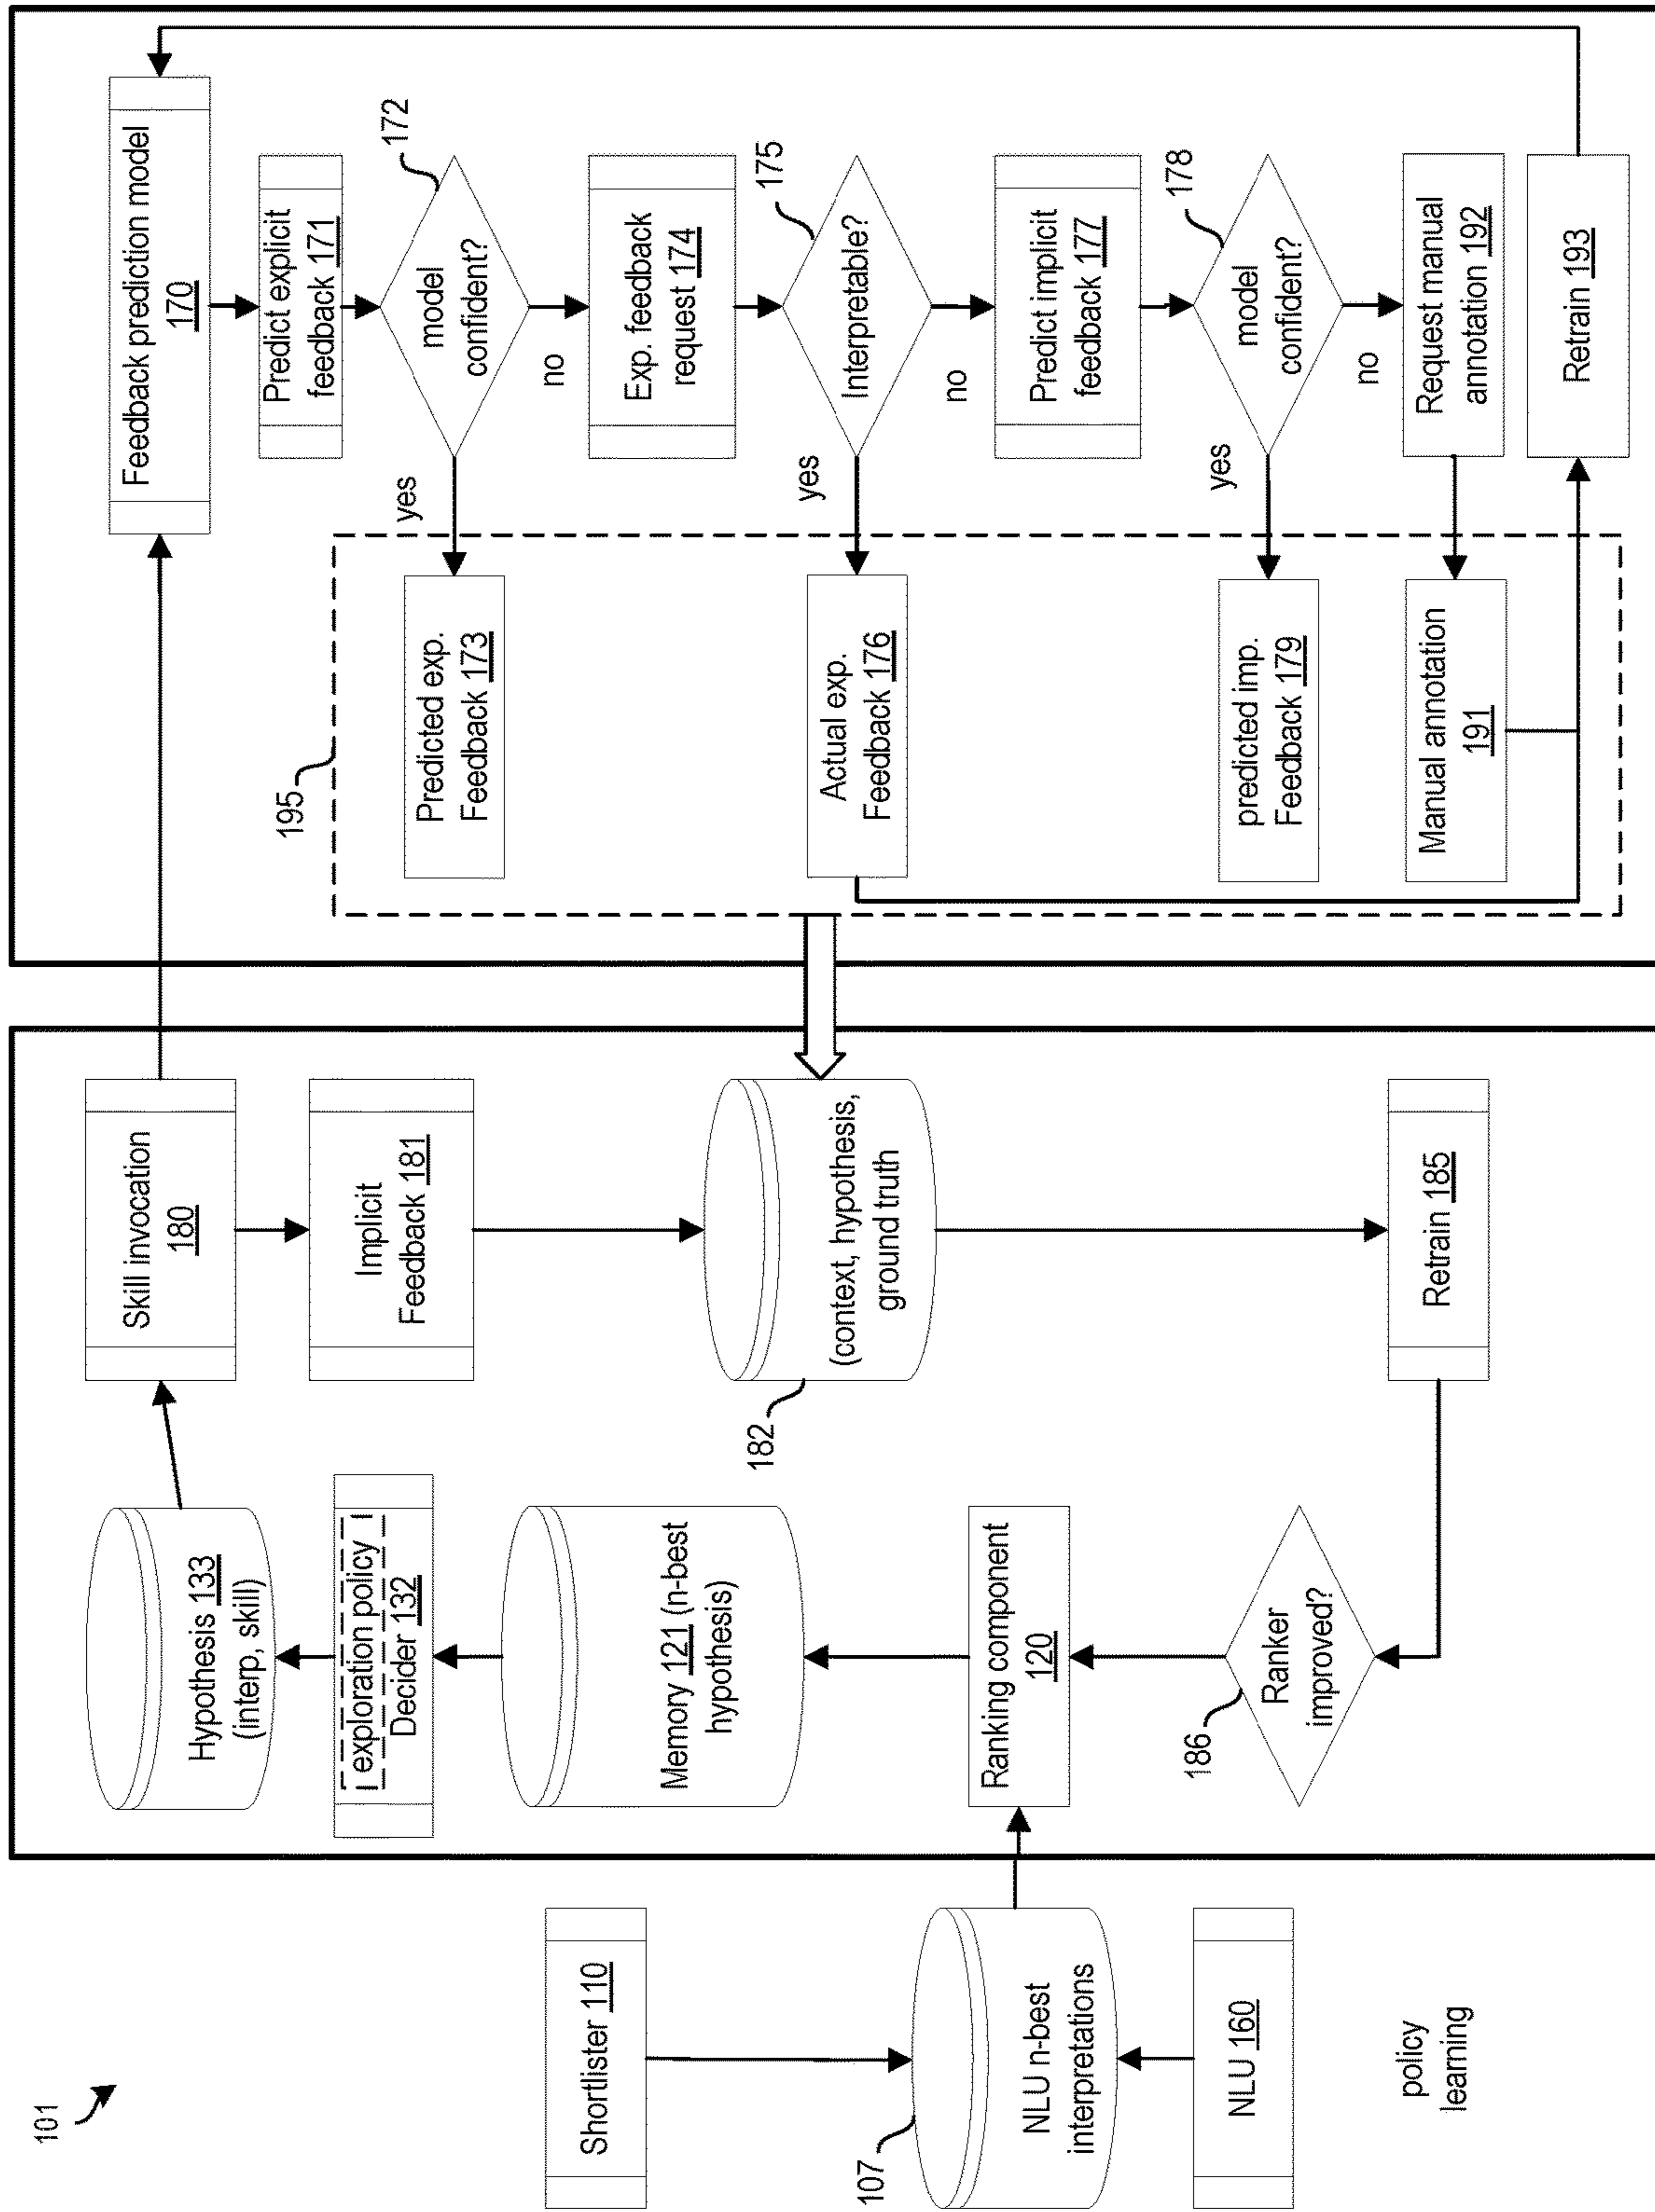 101
Shortlister 110
107
NLU n-best
interpretations
NLU 160
policy
learning
Hypothesis 133
(interp, skill)
exploration policy
Decider 132
Memory 121 (n-best
hypothesis)
Ranking component
120
186
Ranker
improved?
Skill invocation
180
Implicit
Feedback 181
182
(context, hypothesis,
ground truth
Retrain 185
195
Predicted exp.
Feedback 173
Actual exp.
Feedback 176
predicted imp.
Feedback 179
Manual annotation
191
Feedback prediction model
170
Predict explicit
feedback 171
172
model
confident?
yes
no
Exp. feedback
request 174
175
Interpretable?
yes
no
Predict implicit
feedback 177
178
model
confident?
yes
no
Request manual
annotation 192
Retrain 193